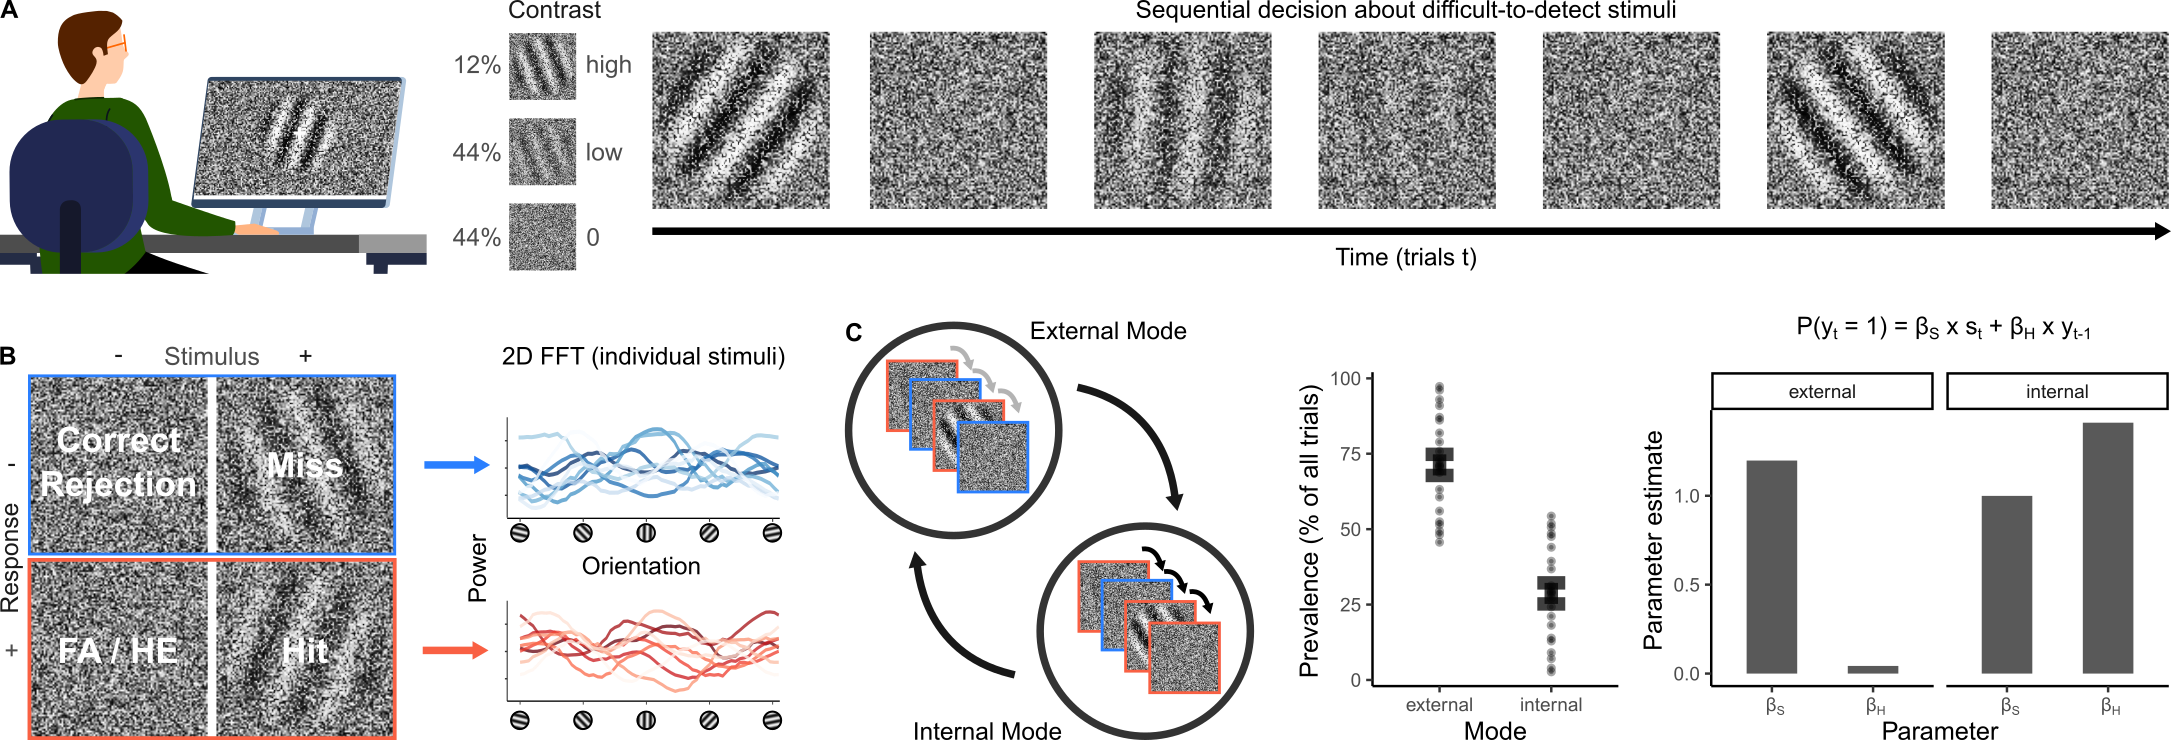 A
Contrast
12% high
44% low
44% 0
Sequential decision about difficult-to-detect stimuli
Time (trials t)
B
- Stimulus +
Response
-
+
Correct
Rejection
Miss
FA / HE
Hit
2D FFT (individual stimuli)
Power
Orientation
C
External Mode
Internal Mode
Prevalence (% of all trials)
100
75
50
25
0
external internal
Mode
P(yt = 1) = βS x st + βH x yt-1
external internal
Parameter estimate
1.0
0.5
0.0
βS βH βS βH
Parameter